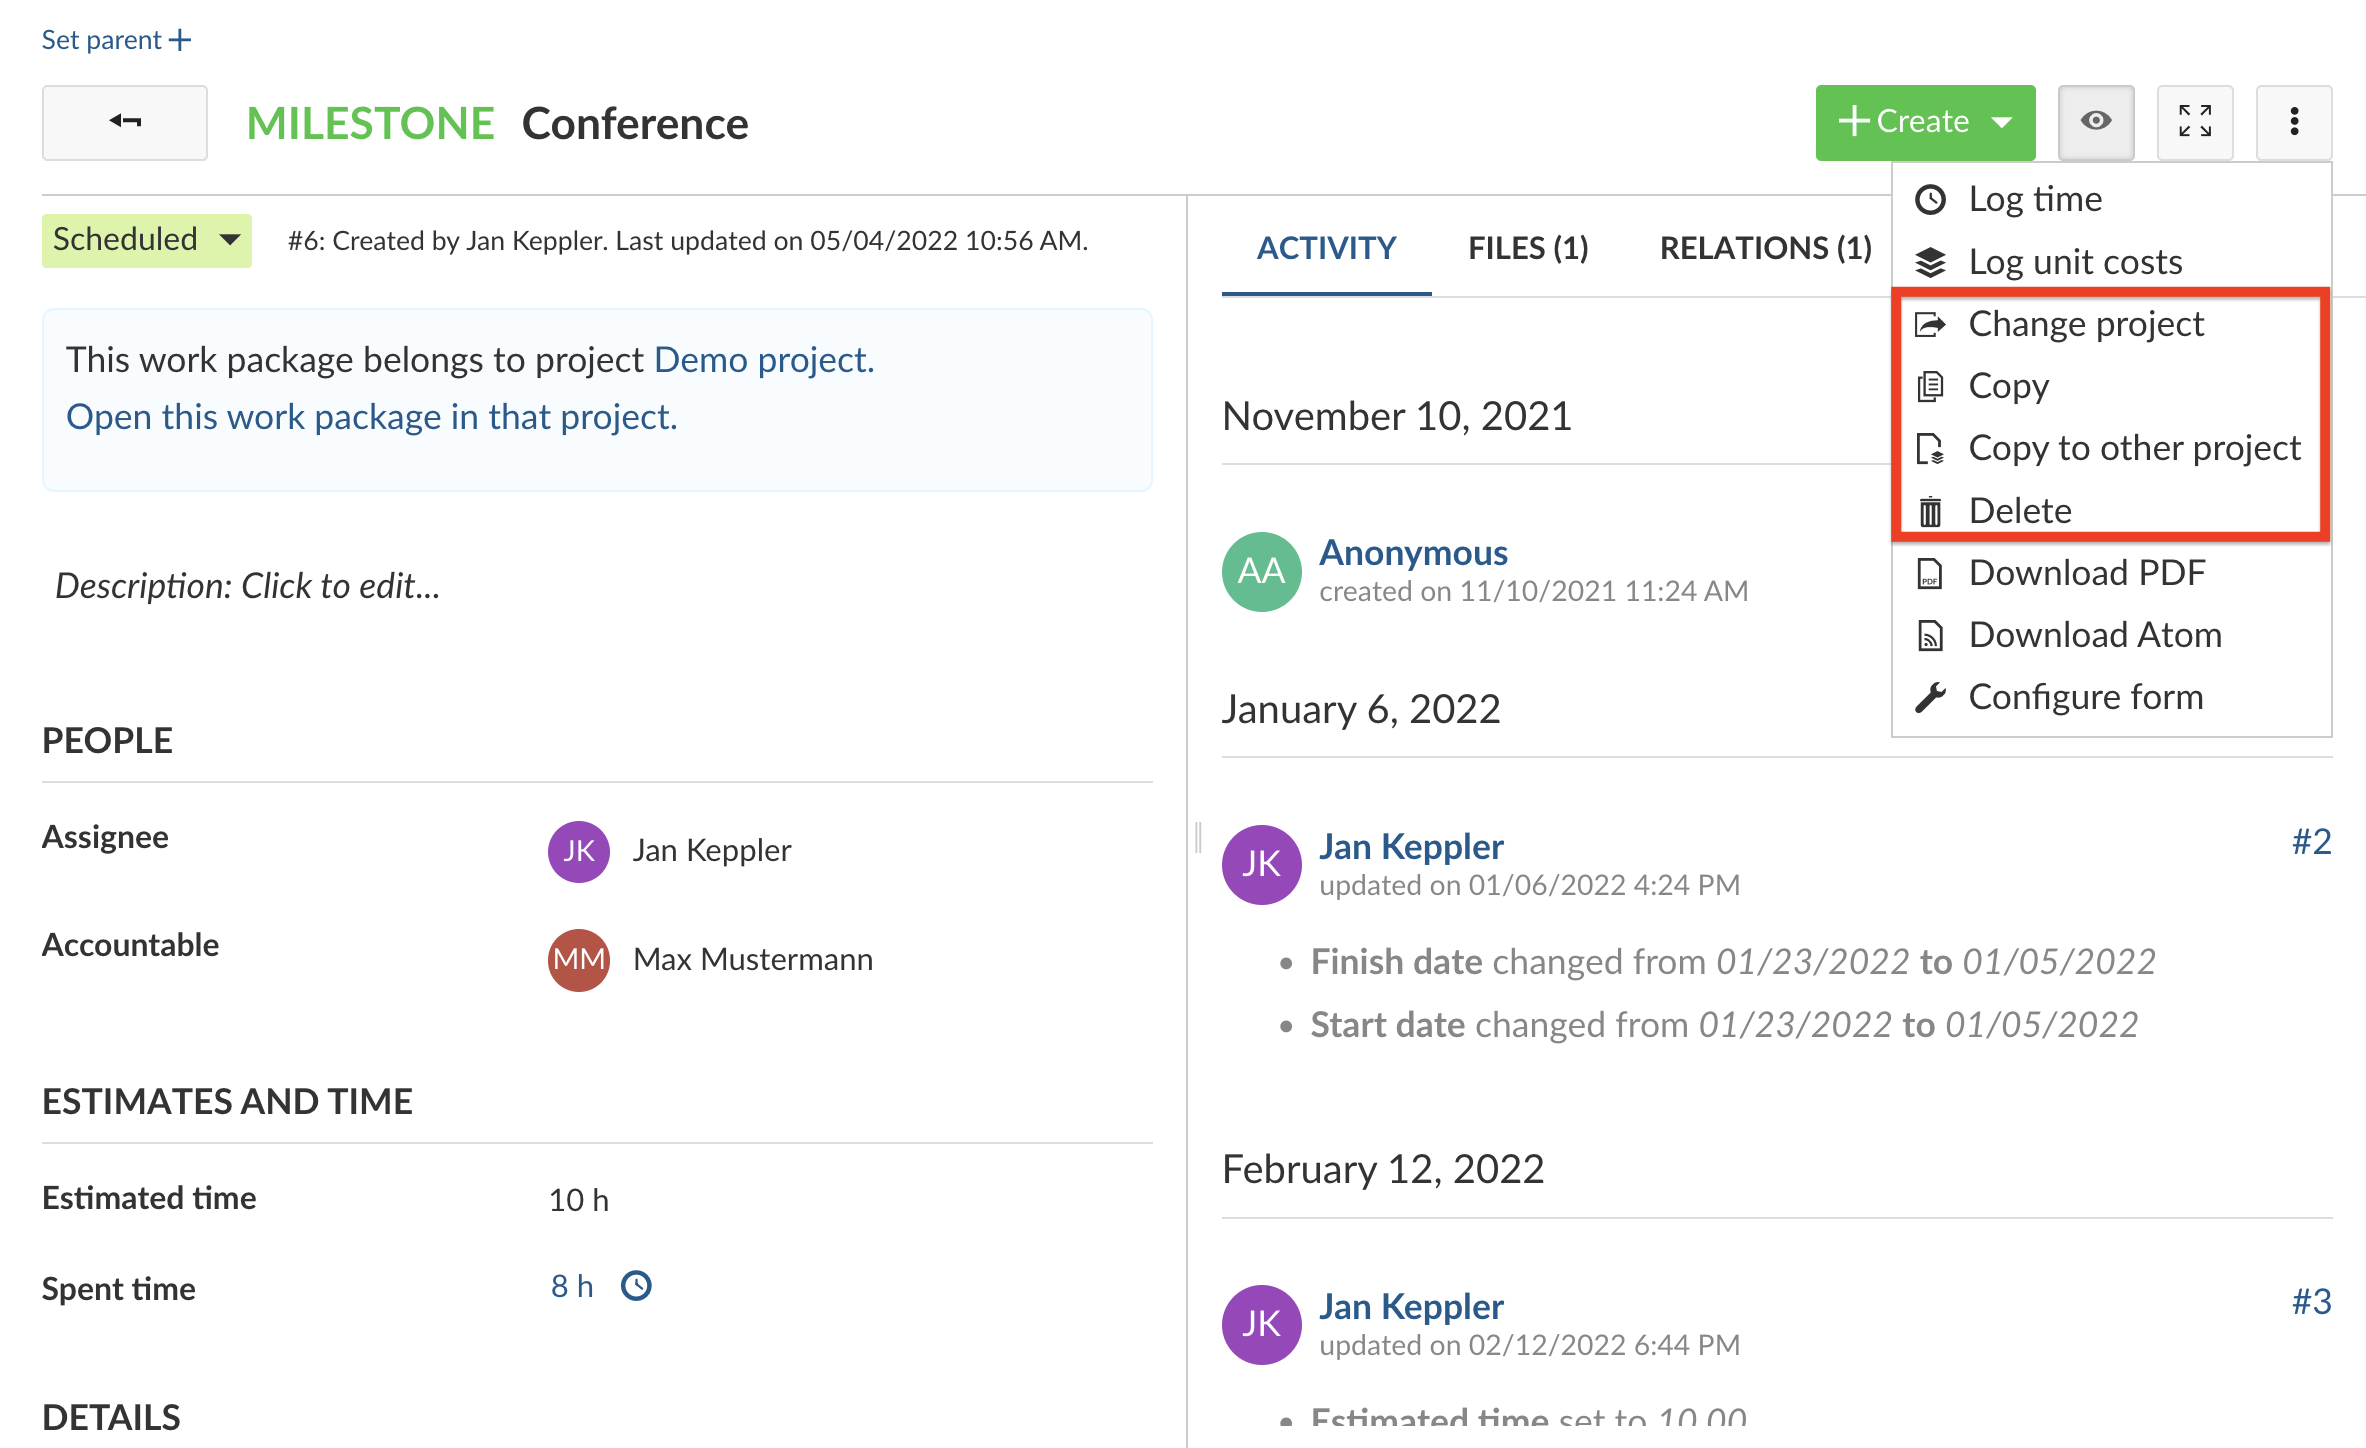 Set parent
MILESTONE Conference
Create
Scheduled
#6: Created by Jan Keppler. Last updated on 05/04/2022 10:56 AM.
This work package belongs to project Demo project.
Open this work package in that project.
Description: Click to edit...
PEOPLE
Assignee
JK Jan Keppler
Accountable
MM Max Mustermann
ESTIMATES AND TIME
Estimated time
10 h
Spent time
8 h
DETAILS
ACTIVITY
FILES (1)
RELATIONS (1)
November 10, 2021
AA Anonymous
created on 11/10/2021 11:24 AM
January 6, 2022
JK Jan Keppler
#2
updated on 01/06/2022 4:24 PM
• Finish date changed from 01/23/2022 to 01/05/2022
• Start date changed from 01/23/2022 to 01/05/2022
February 12, 2022
JK Jan Keppler
#3
updated on 02/12/2022 6:44 PM
• Estimated time set to 10.00
Log time
Log unit costs
Change project
Copy
Copy to other project
Delete
PDF Download PDF
Download Atom
Configure form